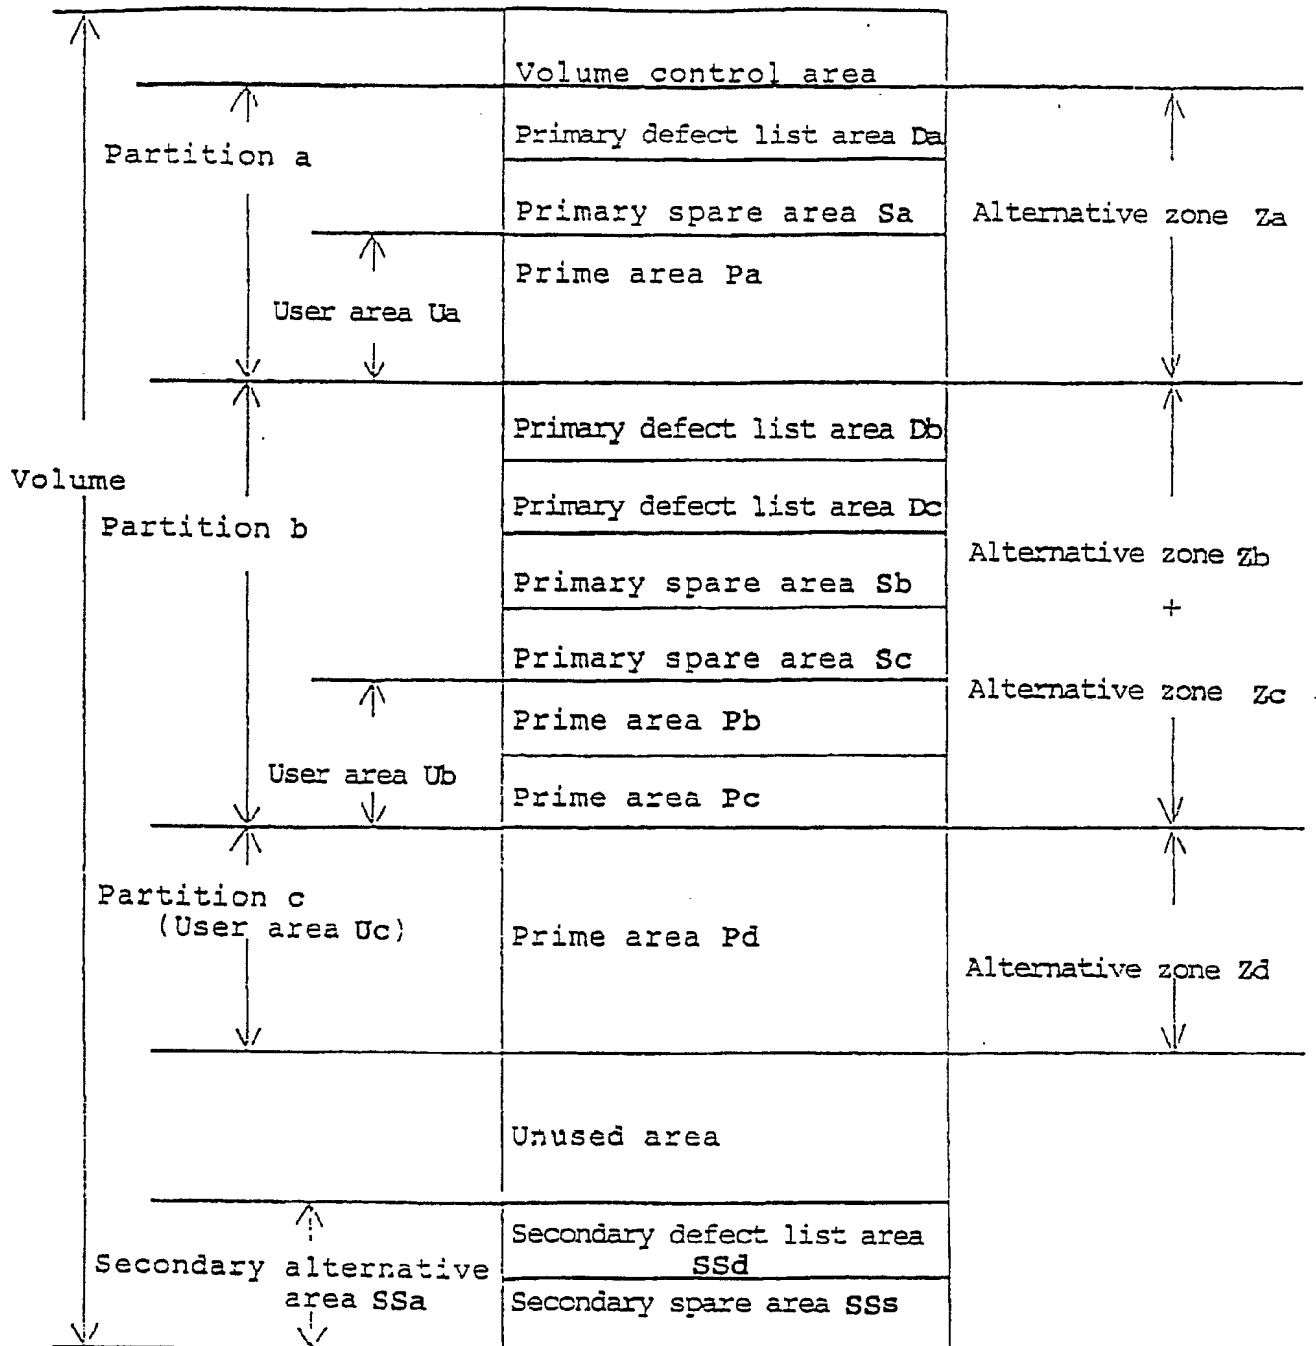 Volume control area
Primary defect list area Da
Partition a
Primary spare area Sa
Alternative zone Za
Prime area Pa
User area Ua
Primary defect list area Db
Volume
Primary defect list area Dc
Partition b
Alternative zone Zb
Primary spare area Sb
+
Primary spare area Sc
Alternative zone Zc
Prime area Pb
User area Ub
Prime area Pc
Partition c
(User area Uc)
Prime area Pd
Alternative zone Zd
Unused area
Secondary defect list area
SSd
Secondary alternative
area SSa
Secondary spare area SSs